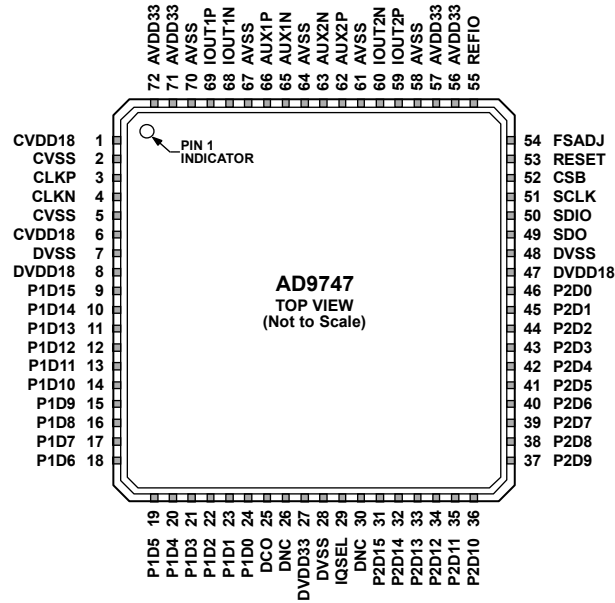 72 AVDD33
71 AVDD33
70 AVSS
69 IOUT1P
68 IOUT1N
67 AVSS
66 AUX1P
65 AUX1N
64 AVSS
63 AUX2N
62 AUX2P
61 AVSS
60 IOUT2N
59 IOUT2P
58 AVSS
57 AVDD33
56 AVDD33
55 REFIO
CVDD18 1
CVSS 2
CLKP 3
CLKN 4
CVSS 5
CVDD18 6
DVSS 7
DVDD18 8
P1D15 9
P1D14 10
P1D13 11
P1D12 12
P1D11 13
P1D10 14
P1D9 15
P1D8 16
P1D7 17
P1D6 18
PIN 1
INDICATOR
AD9747
TOP VIEW
(Not to Scale)
54 FSADJ
53 RESET
52 CSB
51 SCLK
50 SDIO
49 SDO
48 DVSS
47 DVDD18
46 P2D0
45 P2D1
44 P2D2
43 P2D3
42 P2D4
41 P2D5
40 P2D6
39 P2D7
38 P2D8
37 P2D9
P1D5 19
P1D4 20
P1D3 21
P1D2 22
P1D1 23
P1D0 24
DCO 25
DNC 26
DVDD33 27
DVSS 28
IQSEL 29
DNC 30
P2D15 31
P2D14 32
P2D13 33
P2D12 34
P2D11 35
P2D10 36